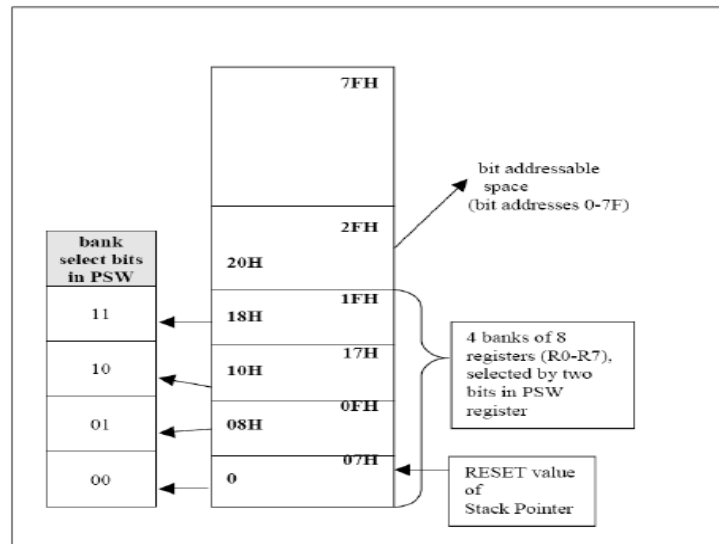 7FH
bit addressable
space
(bit addresses 0-7F)
2FH
20H
bank
select bits
in PSW
1FH
11
18H
17H
10
10H
4 banks of 8
registers (R0-R7),
selected by two
bits in PSW
register
0FH
01
08H
07H
00
0
RESET value
of
Stack Pointer